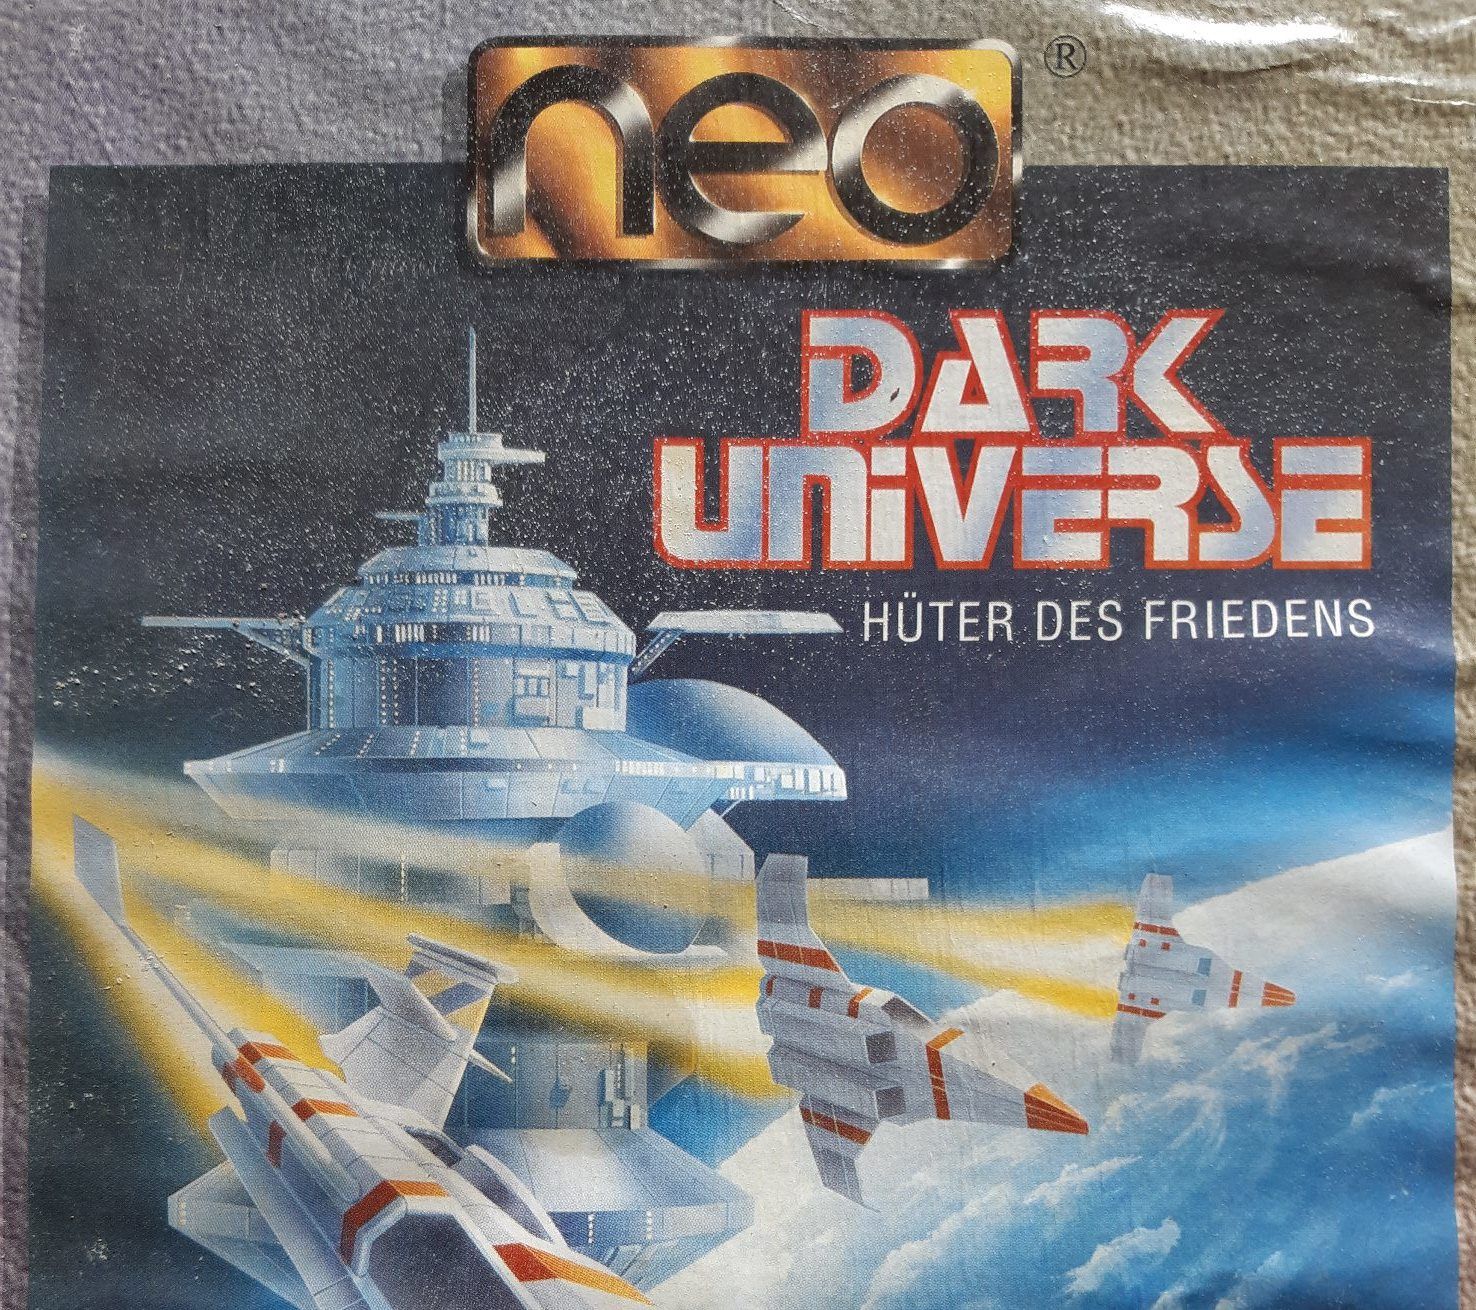 neo ®
DARK
UNIVERSE
HÜTER DES FRIEDENS